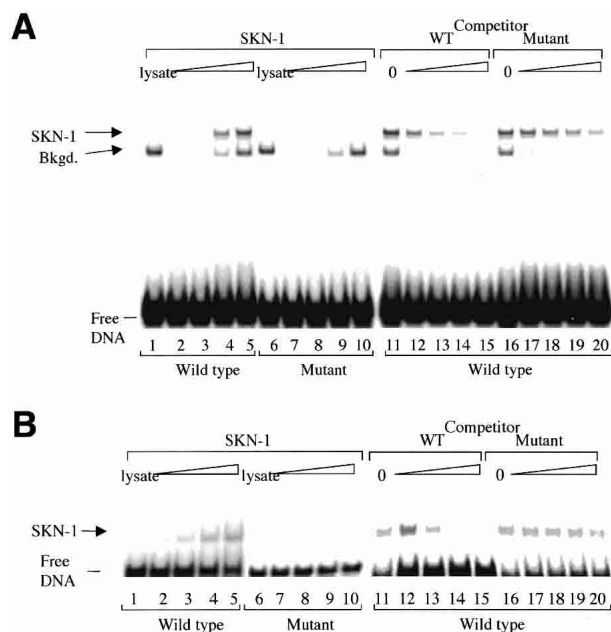 A
Competitor
SKN-1 WT Mutant
lysate lysate 0 0
SKN-1
Bkgd.
Free
DNA
1 2 3 4 5 6 7 8 9 10 11 12 13 14 15 16 17 18 19 20
Wild type Mutant Wild type
B
Competitor
SKN-1 WT Mutant
lysate lysate 0 0
SKN-1
Free
DNA
1 2 3 4 5 6 7 8 9 10 11 12 13 14 15 16 17 18 19 20
Wild type Mutant Wild type